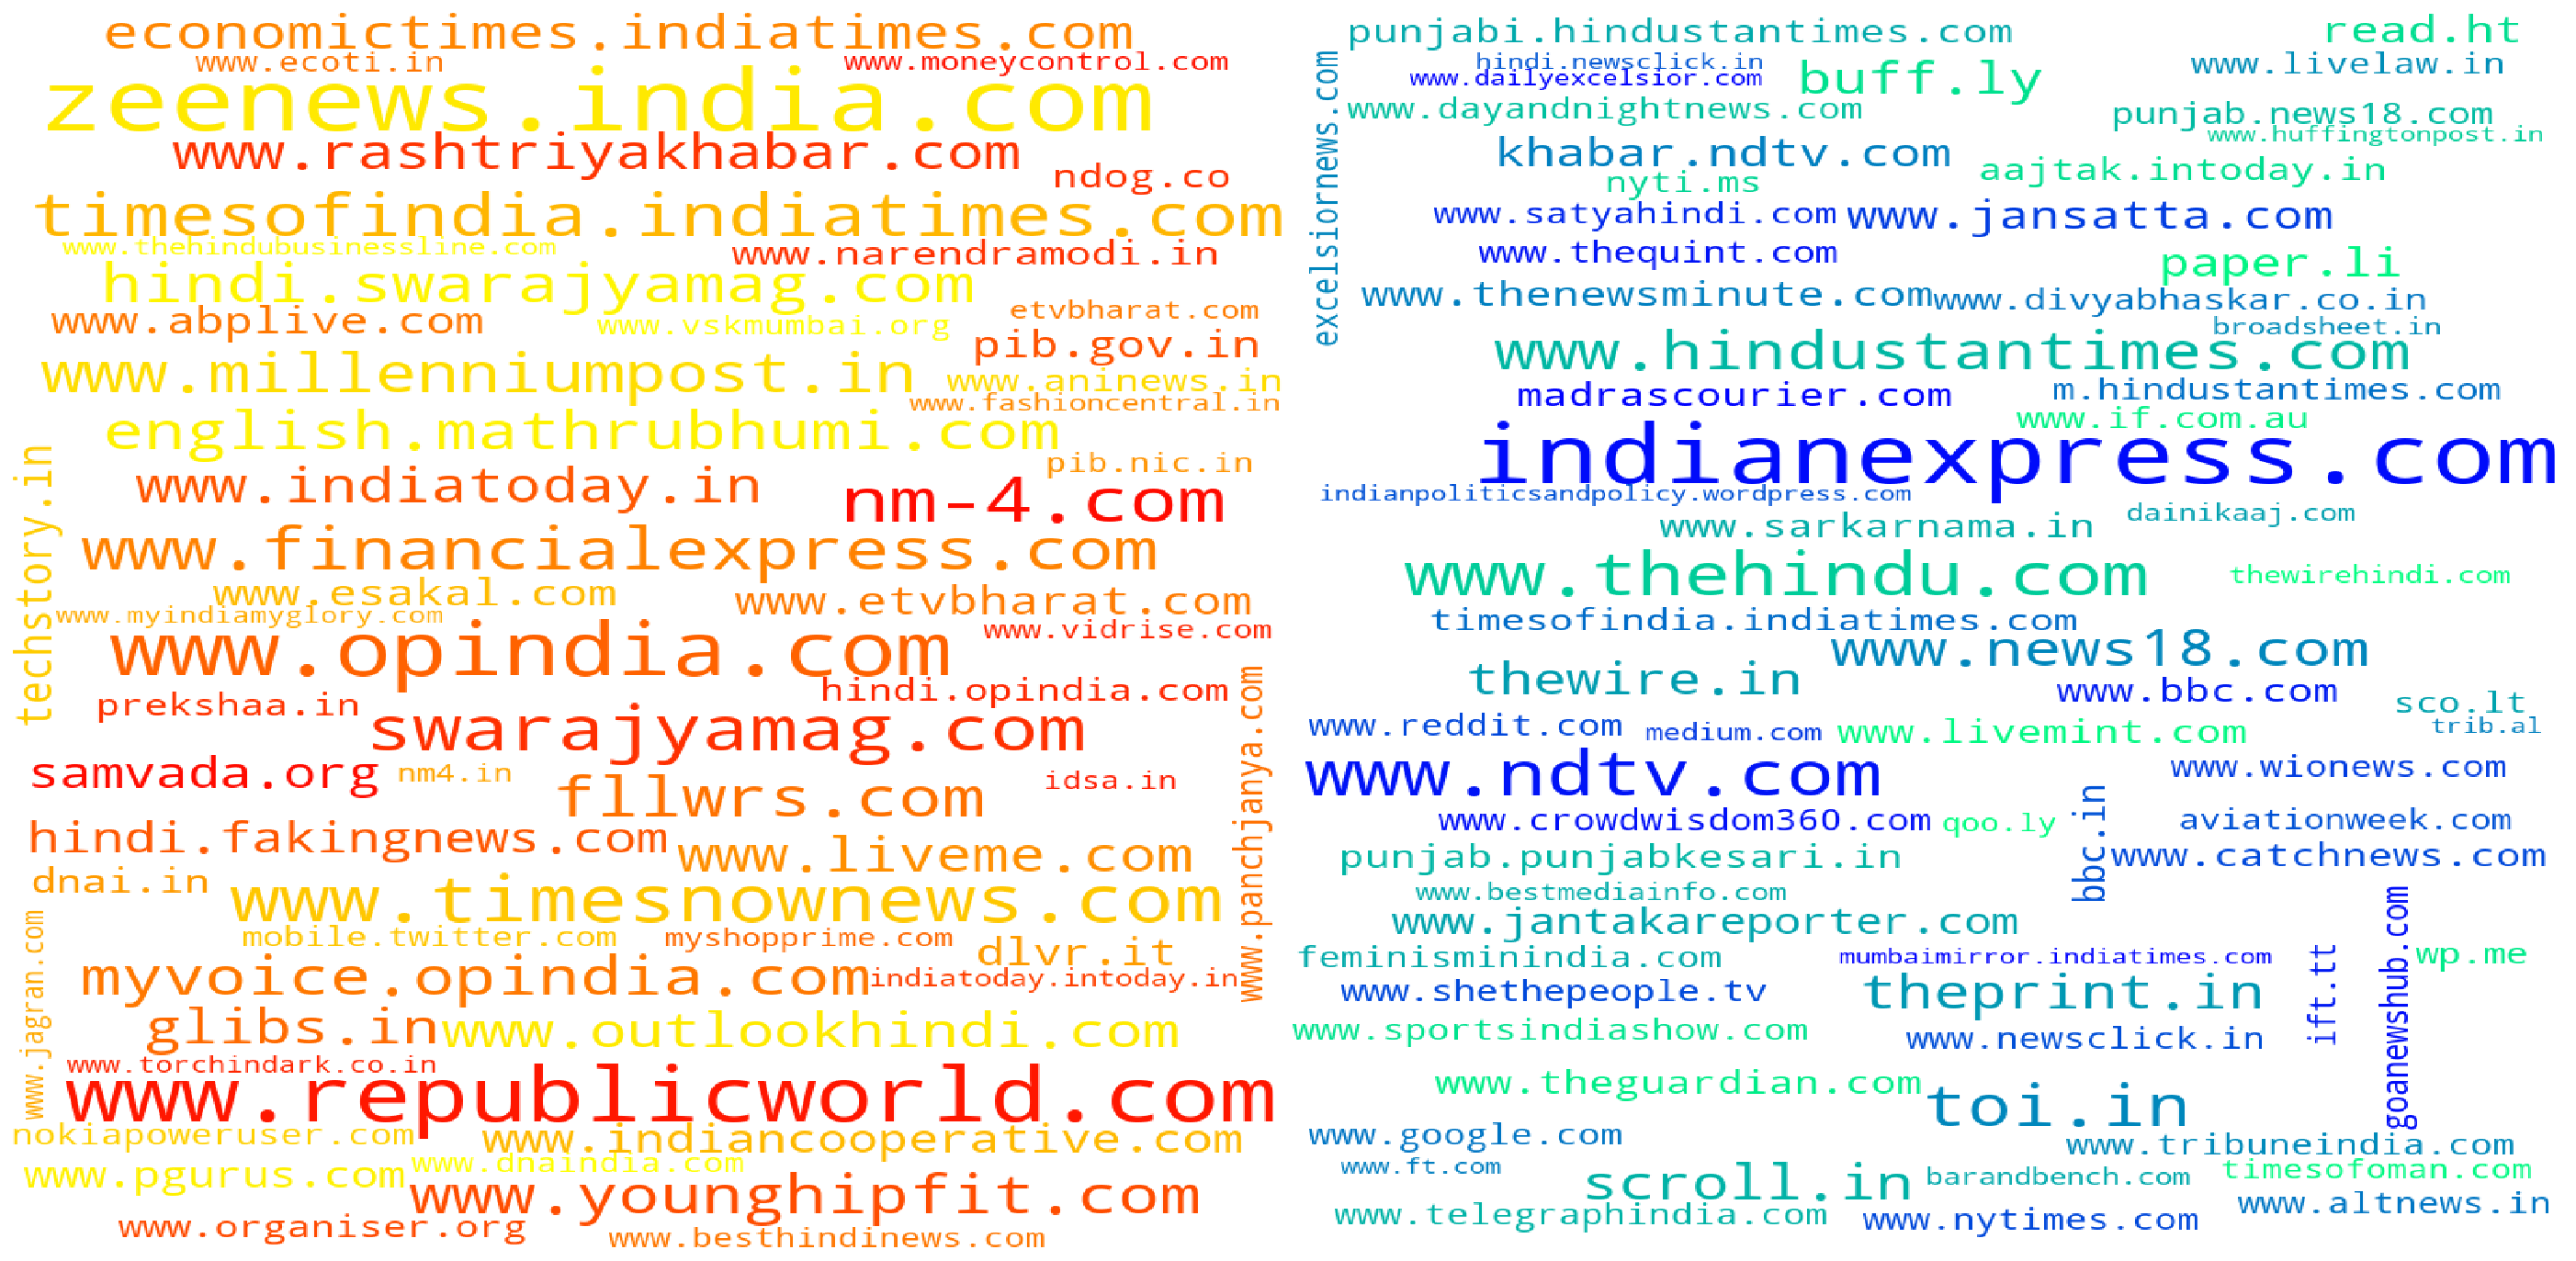 economictimes.indiatimes.com
www.ecoti.in
www.moneycontrol.com
zeenews.india.com
www.rashtriyakhabar.com
ndog.co
timesofindia.indiatimes.com
www.thehindubusinessline.com
www.narendramodi.in
hindi.swarajyamag.com
etvbharat.com
www.abplive.com
www.vskmumbai.org
pib.gov.in
www.millenniumpost.in
www.aninews.in
www.fashioncentral.in
english.mathrubhumi.com
pib.nic.in
techstory.in
www.indiatoday.in
nm-4.com
www.financialexpress.com
www.esakal.com
www.etvbharat.com
www.myindiamyglory.com
www.opindia.com
www.vidrise.com
prekshaa.in
hindi.opindia.com
www.panchjanya.com
swarajyamag.com
samvada.org
nm4.in
idsa.in
fllwrs.com
hindi.fakingnews.com
www.liveme.com
dnai.in
www.timesnownews.com
www.jagran.com
mobile.twitter.com
myshopprime.com
dlvr.it
myvoice.opindia.com
indiatoday.intoday.in
glibs.in
www.outlookhindi.com
www.torchindark.co.in
www.republicworld.com
nokiapoweruser.com
www.indiancooperative.com
www.pgurus.com
www.dnaindia.com
www.younghipfit.com
www.organiser.org
www.besthindinews.com
punjabi.hindustantimes.com
read.ht
excelsiornews.com
hindi.newsclick.in
www.dailyexcelsior.com
buff.ly
www.livelaw.in
www.dayandnightnews.com
punjab.news18.com
www.huffingtonpost.in
khabar.ndtv.com
aajtak.intoday.in
nyti.ms
www.satyahindi.com
www.jansatta.com
www.thequint.com
paper.li
www.thenewsminute.com
www.divyabhaskar.co.in
broadsheet.in
www.hindustantimes.com
madrascourier.com
m.hindustantimes.com
www.if.com.au
indianexpress.com
indianpoliticsandpolicy.wordpress.com
www.sarkarnama.in
dainikaaj.com
www.thehindu.com
thewirehindi.com
timesofindia.indiatimes.com
www.news18.com
thewire.in
www.bbc.com
sco.lt
www.reddit.com
medium.com
www.livemint.com
trib.al
www.ndtv.com
www.wionews.com
bbc.in
www.crowdwisdom360.com
qoo.ly
aviationweek.com
punjab.punjabkesari.in
www.catchnews.com
www.bestmediainfo.com
goanewshub.com
www.jantakareporter.com
feminisminindia.com
mumbaimirror.indiatimes.com
ift.tt
wp.me
www.shethepeople.tv
theprint.in
www.sportsindiashow.com
www.newsclick.in
www.theguardian.com
toi.in
www.google.com
www.tribuneindia.com
www.ft.com
scroll.in
barandbench.com
timesofoman.com
www.telegraphindia.com
www.nytimes.com
www.altnews.in